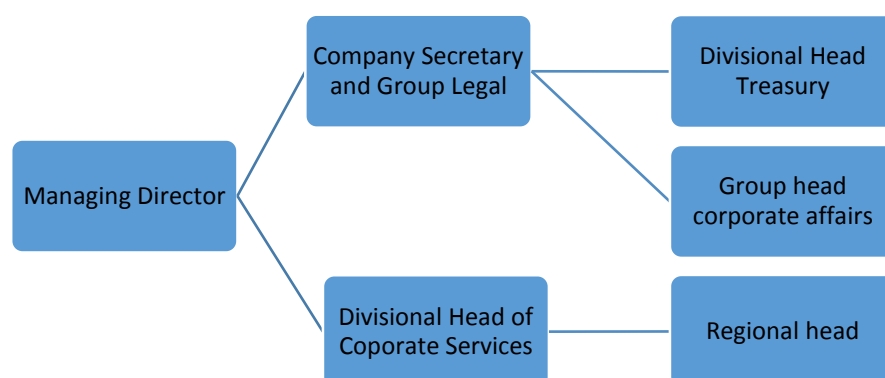 Company Secretary
and Group Legal
Divisional Head
Treasury
Managing Director
Group head
corporate affairs
Divisional Head of
Coporate Services
Regional head